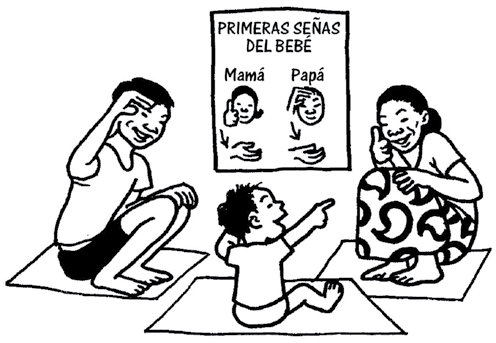 PRIMERAS SEÑAS
DEL BEBÉ
Mamá Papá